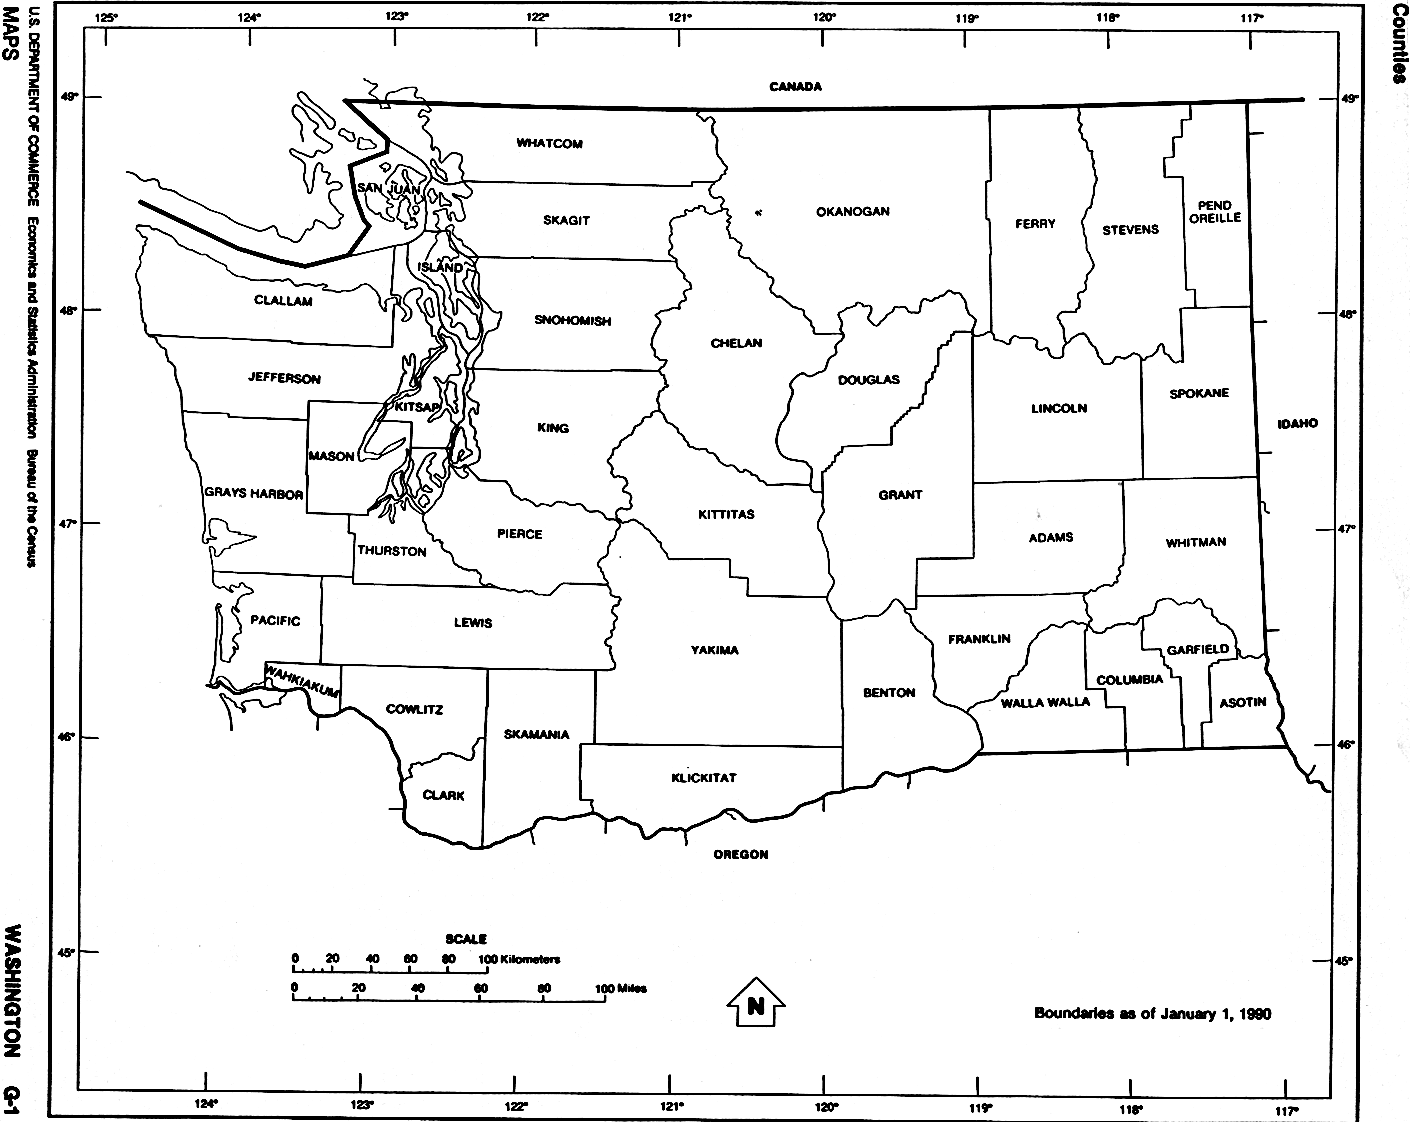 125° 124° 123° 122° 121° 120° 119° 118° 117°
Counties
U.S. DEPARTMENT OF COMMERCE Economics and Statistics Administration Bureau of the Census
MAPS
CANADA
49° 49°
WHATCOM
SAN JUAN
SKAGIT
OKANOGAN
FERRY
STEVENS
PEND
OREILLE
ISLAND
CLALLAM
48° 48°
SNOHOMISH
CHELAN
JEFFERSON
DOUGLAS
KITSAP
LINCOLN
SPOKANE
IDAHO
KING
MASON
GRAYS HARBOR
GRANT
KITTITAS
47° 47°
PIERCE
THURSTON
ADAMS
WHITMAN
PACIFIC
LEWIS
YAKIMA
FRANKLIN
GARFIELD
WAHKIAKUM
COLUMBIA
BENTON
WALLA WALLA
ASOTIN
COWLITZ
SKAMANIA
46° 46°
KLICKITAT
CLARK
OREGON
SCALE
45° 45°
0 20 40 60 80 100 Kilometers
0 20 40 60 80 100 Miles
N
Boundaries as of January 1, 1990
WASHINGTON G-1
124° 123° 122° 121° 120° 119° 118° 117°